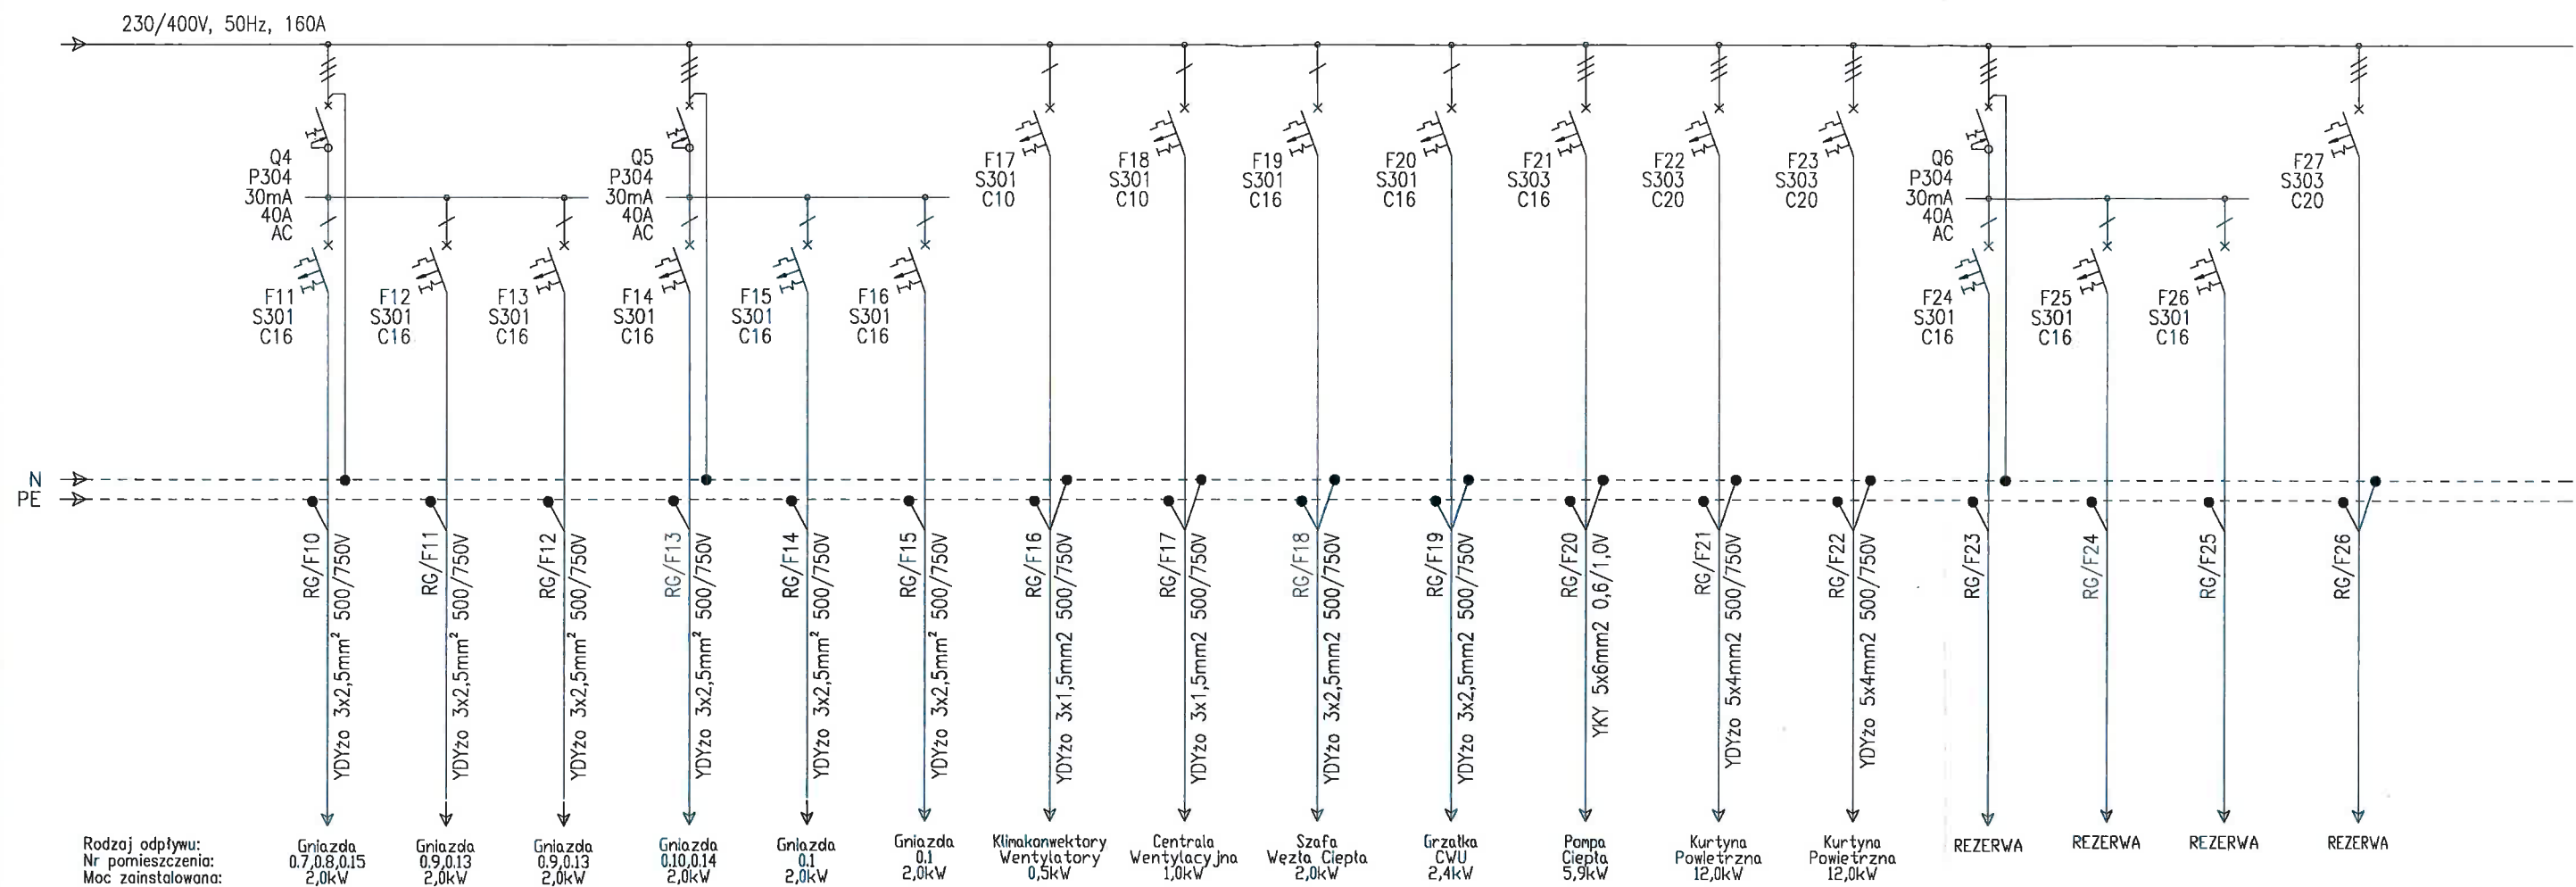 230/400V, 50Hz, 160A
Q4
P304
30mA
40A
AC
Q5
P304
30mA
40A
AC
F17
S301
C10
F18
S301
C10
F19
S301
C16
F20
S301
C16
F21
S303
C16
F22
S303
C20
F23
S303
C20
Q6
P304
30mA
40A
AC
F27
S303
C20
F11
S301
C16
F12
S301
C16
F13
S301
C16
F14
S301
C16
F15
S301
C16
F16
S301
C16
F24
S301
C16
F25
S301
C16
F26
S301
C16
N
PE
RG/F10
YDYżo 3x2,5mm² 500/750V
RG/F11
YDYżo 3x2,5mm² 500/750V
RG/F12
YDYżo 3x2,5mm² 500/750V
RG/F13
YDYżo 3x2,5mm² 500/750V
RG/F14
YDYżo 3x2,5mm² 500/750V
RG/F15
YDYżo 3x2,5mm² 500/750V
RG/F16
YDYżo 3x1,5mm2 500/750V
RG/F17
YDYżo 3x1,5mm2 500/750V
RG/F18
YDYżo 3x2,5mm2 500/750V
RG/F19
YDYżo 3x2,5mm2 500/750V
RG/F20
YKY 5x6mm2 0,6/1,0V
RG/F21
YDYżo 5x4mm2 500/750V
RG/F22
YDYżo 5x4mm2 500/750V
RG/F23
RG/F24
RG/F25
RG/F26
Rodzaj odpływu:
Nr pomieszczenia:
Moc zainstalowana:
Gniazda
0.7,0.8,0.15
2,0kW
Gniazda
0.9,0.13
2,0kW
Gniazda
0.9,0.13
2,0kW
Gniazda
0.10,0.14
2,0kW
Gniazda
0.1
2,0kW
Gniazda
0.1
2,0kW
Klimakonwektory
Wentylatory
0,5kW
Centrala
Wentylacyjna
1,0kW
Szafa
Węzła Ciepła
2,0kW
Grzałka
CWU
2,4kW
Pompa
Ciepła
5,9kW
Kurtyna
Powietrzna
12,0kW
Kurtyna
Powietrzna
12,0kW
REZERWA
REZERWA
REZERWA
REZERWA